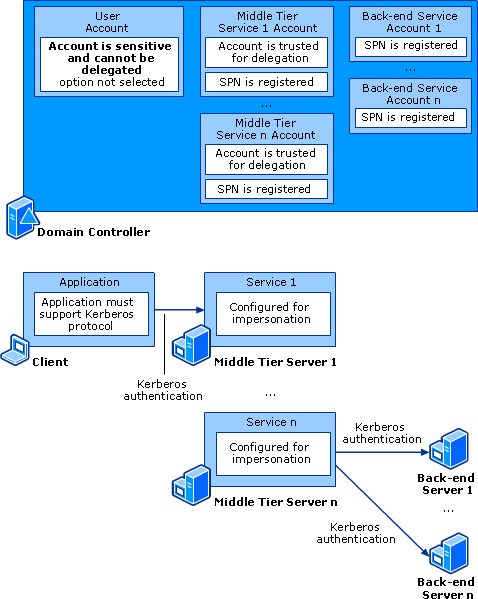 User
Account
Account is sensitive
and cannot be
delegated
option not selected
Middle Tier
Service 1 Account
Account is trusted
for delegation
SPN is registered
...
Middle Tier
Service n Account
Account is trusted
for delegation
SPN is registered
Back-end Service
Account 1
SPN is registered
...
Back-end Service
Account n
SPN is registered
Domain Controller
Application
Application must
support Kerberos
protocol
Client
Kerberos
authentication
Service 1
Configured for
impersonation
Middle Tier Server 1
...
Service n
Configured for
impersonation
Middle Tier Server n
Kerberos
authentication
Back-end
Server 1
...
Kerberos
authentication
Back-end
Server n